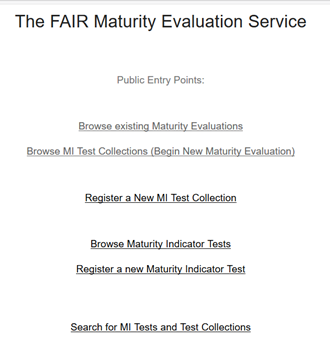 The FAIR Maturity Evaluation Service
Public Entry Points:
Browse existing Maturity Evaluations
Browse MI Test Collections (Begin New Maturity Evaluation)
Register a New MI Test Collection
Browse Maturity Indicator Tests
Register a new Maturity Indicator Test
Search for MI Tests and Test Collections